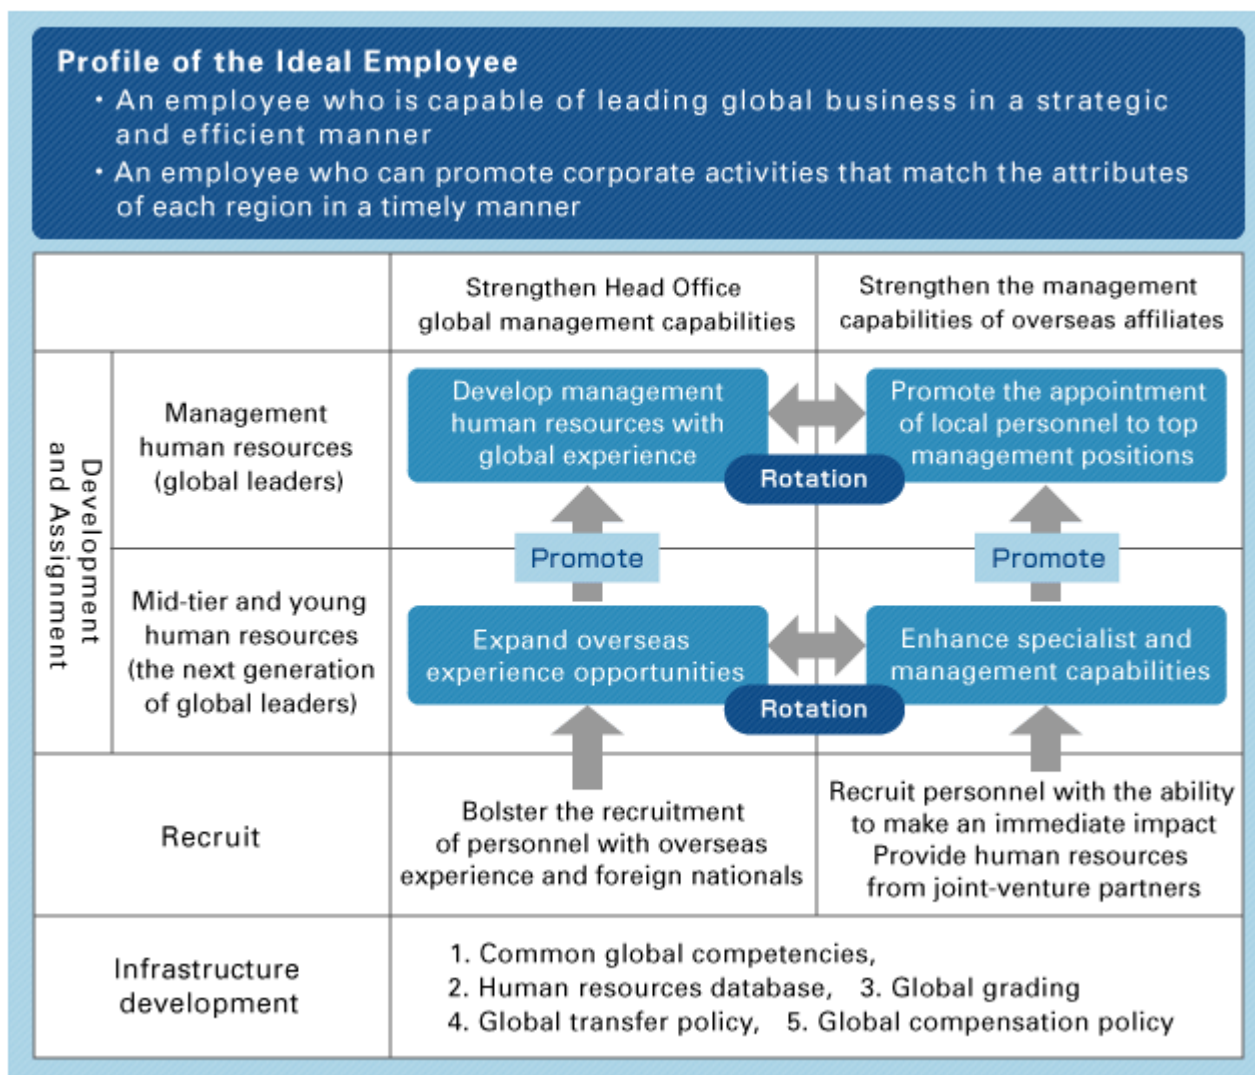 Profile of the Ideal Employee
・An employee who is capable of leading global business in a strategic
and efficient manner
・An employee who can promote corporate activities that match the attributes
of each region in a timely manner
Strengthen Head Office
global management capabilities
Strengthen the management
capabilities of overseas affiliates
Development
and Assignment
Management
human resources
(global leaders)
Develop management
human resources with
global experience
Promote the appointment
of local personnel to top
management positions
Rotation
Promote
Promote
Mid-tier and young
human resources
(the next generation
of global leaders)
Expand overseas
experience opportunities
Enhance specialist and
management capabilities
Rotation
Recruit
Bolster the recruitment
of personnel with overseas
experience and foreign nationals
Recruit personnel with the ability
to make an immediate impact
Provide human resources
from joint-venture partners
Infrastructure
development
1. Common global competencies,
2. Human resources database, 3. Global grading
4. Global transfer policy, 5. Global compensation policy